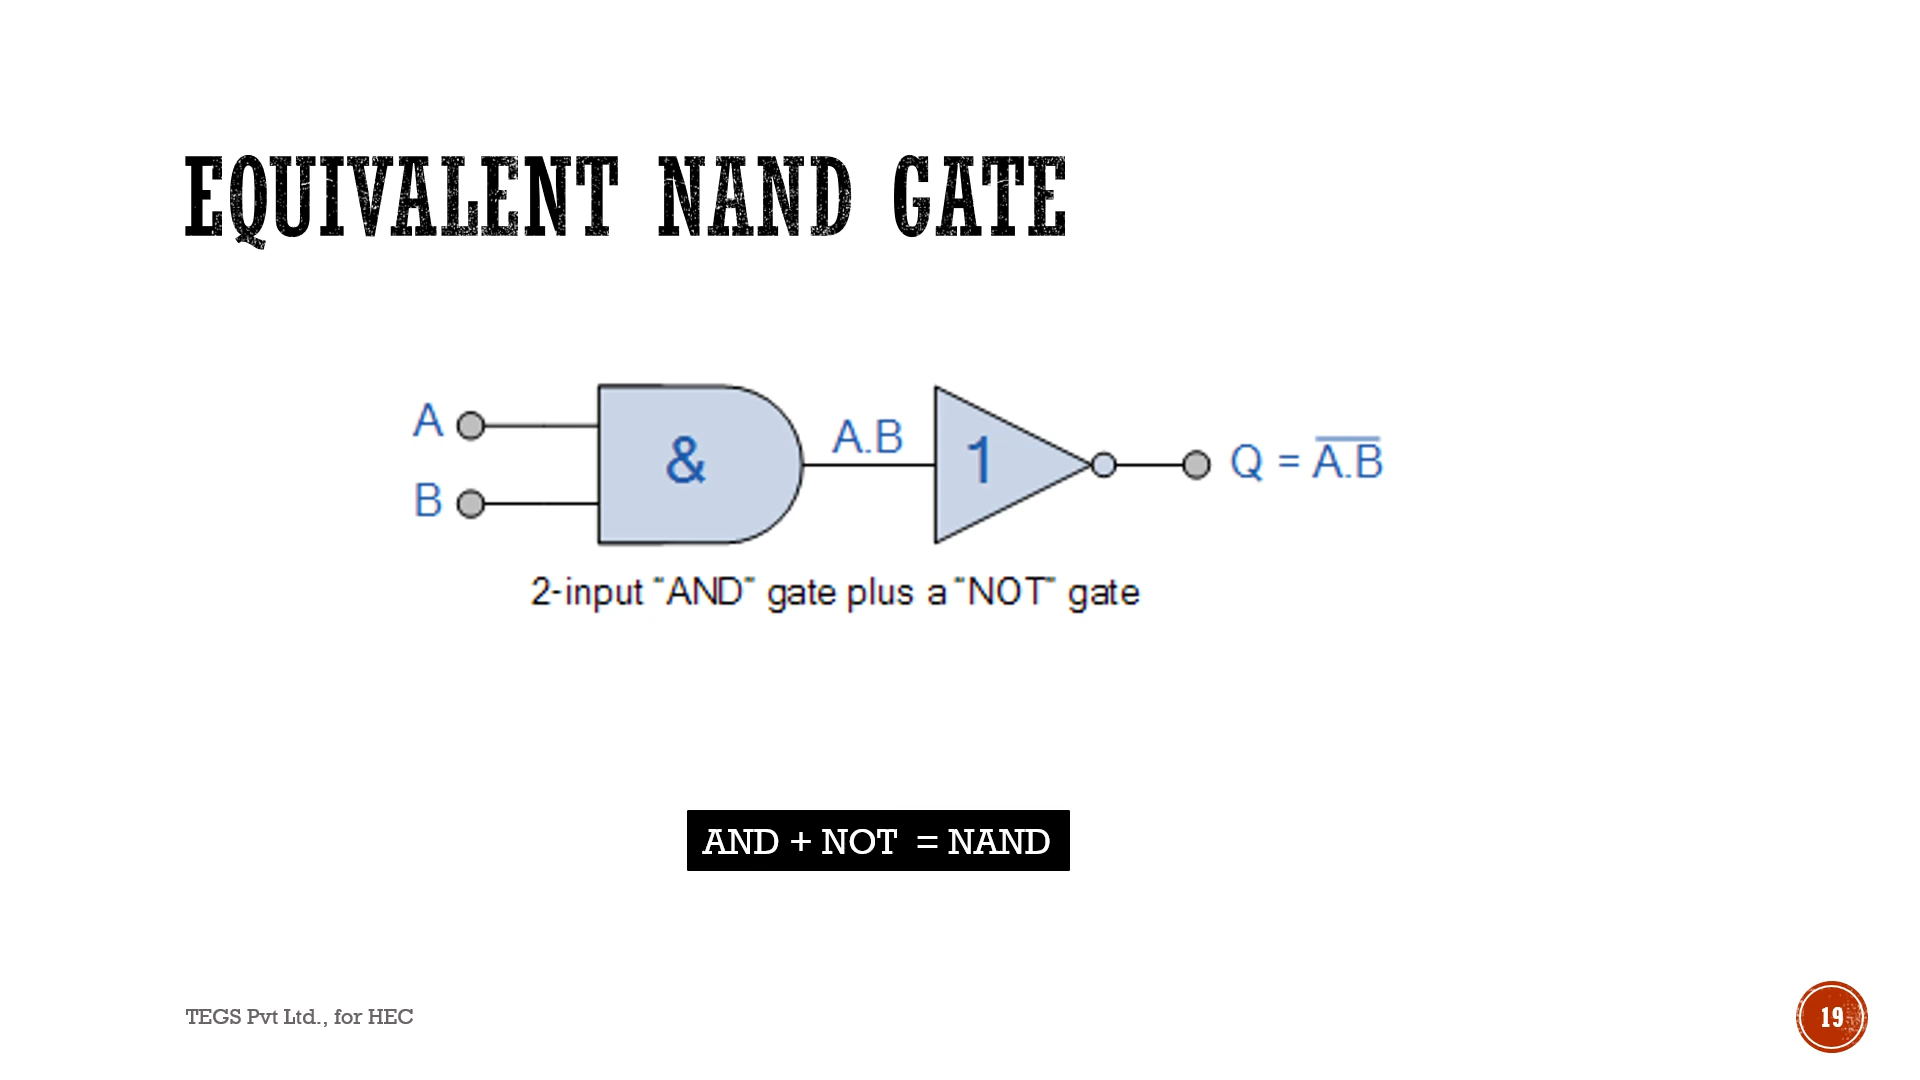 EQUIVALENT NAND GATE
A
B
&
A.B
1
Q = A̅.̅B̅
2-input "AND" gate plus a "NOT" gate
AND + NOT = NAND
TEGS Pvt Ltd., for HEC
19